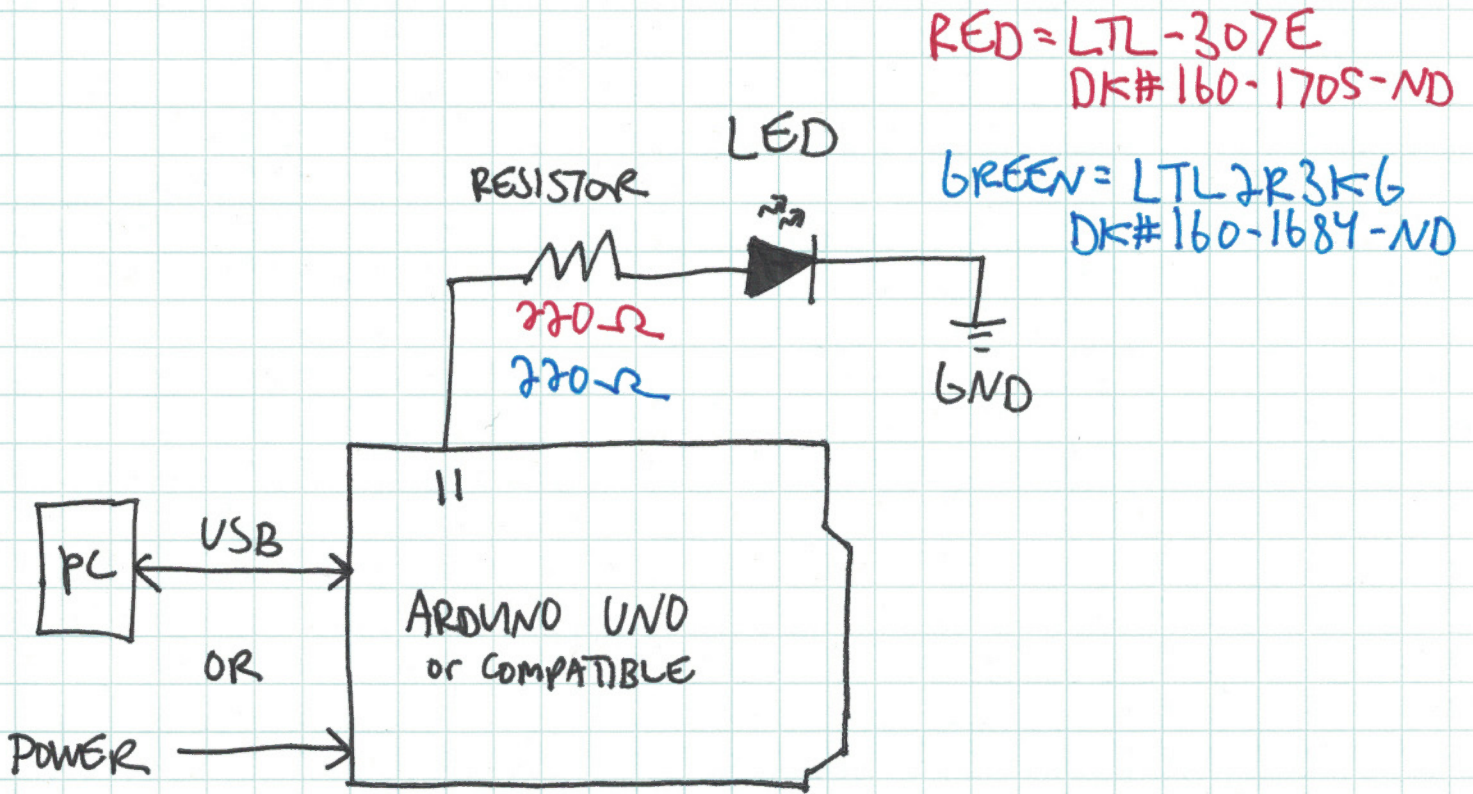 RED = LTL-307E
DK# 160-1705-ND
LED
GREEN = LTL2R3KG
DK# 160-1684-ND
RESISTOR
220Ω
220Ω
GND
11
PC
USB
OR
POWER
ARDUINO UNO
or COMPATIBLE